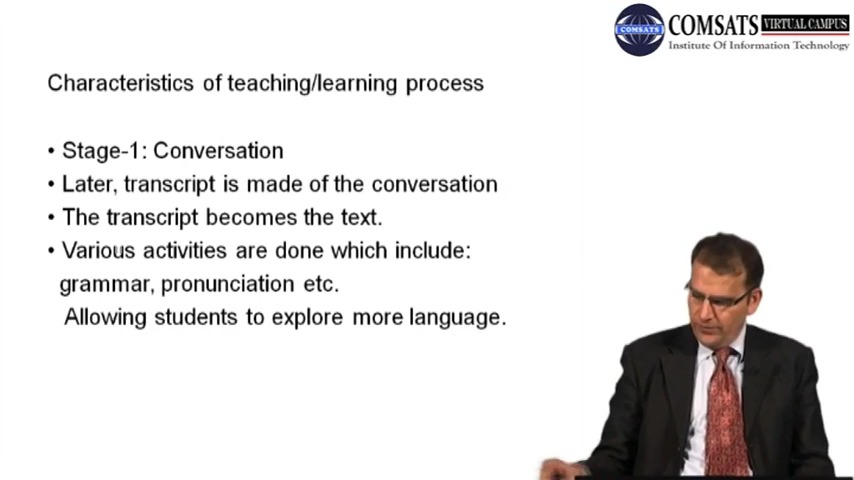 COMSATS VIRTUAL CAMPUS
COMSATS
Institute Of Information Technology
Characteristics of teaching/learning process
• Stage-1: Conversation
• Later, transcript is made of the conversation
• The transcript becomes the text.
• Various activities are done which include:
grammar, pronunciation etc.
Allowing students to explore more language.